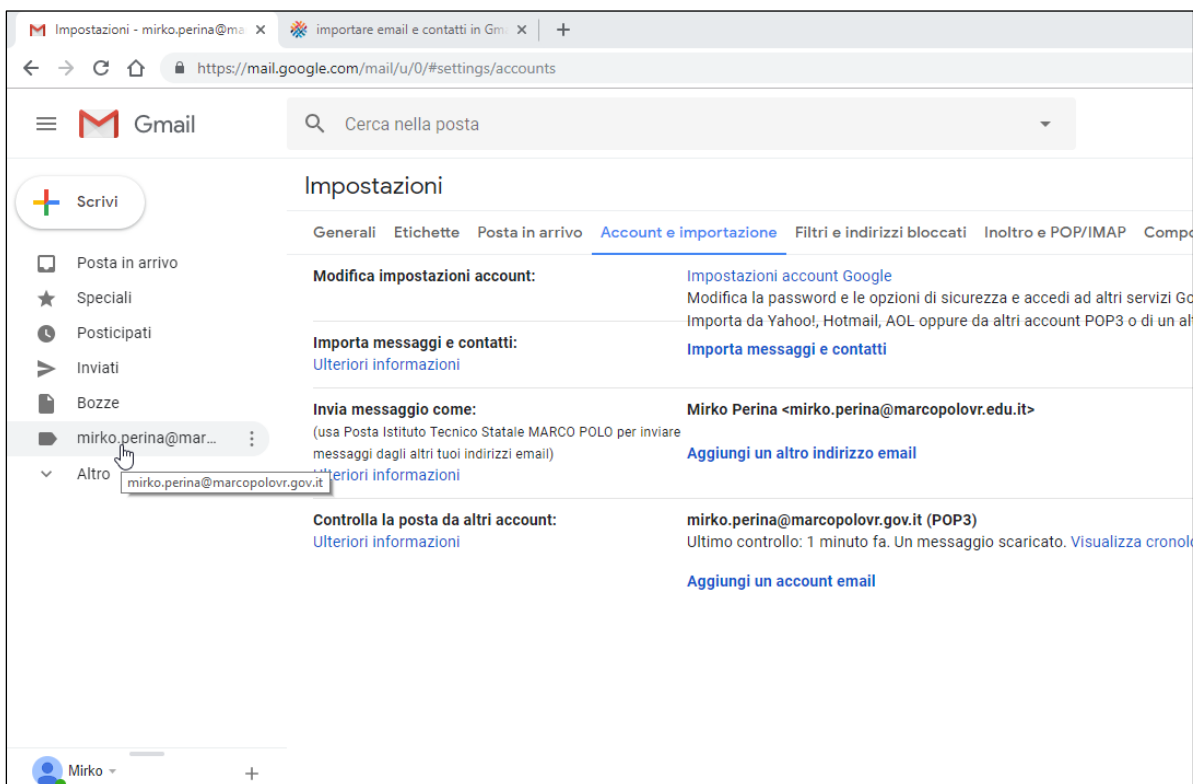 Impostazioni - mirko.perina@ma
importare email e contatti in Gm
https://mail.google.com/mail/u/0/#settings/accounts
Gmail
Cerca nella posta
Scrivi
Posta in arrivo
Speciali
Posticipati
Inviati
Bozze
mirko.perina@mar...
Altro
mirko.perina@marcopolovr.gov.it
Impostazioni
Generali Etichette Posta in arrivo Account e importazione Filtri e indirizzi bloccati Inoltro e POP/IMAP Compo
Modifica impostazioni account:
Impostazioni account Google
Modifica la password e le opzioni di sicurezza e accedi ad altri servizi Go
Importa da Yahoo!, Hotmail, AOL oppure da altri account POP3 o di un alt
Importa messaggi e contatti:
Ulteriori informazioni
Importa messaggi e contatti
Invia messaggio come:
(usa Posta Istituto Tecnico Statale MARCO POLO per inviare
messaggi dagli altri tuoi indirizzi email)
Ulteriori informazioni
Mirko Perina <mirko.perina@marcopolovr.edu.it>
Aggiungi un altro indirizzo email
Controlla la posta da altri account:
Ulteriori informazioni
mirko.perina@marcopolovr.gov.it (POP3)
Ultimo controllo: 1 minuto fa. Un messaggio scaricato. Visualizza cronolo
Aggiungi un account email
Mirko